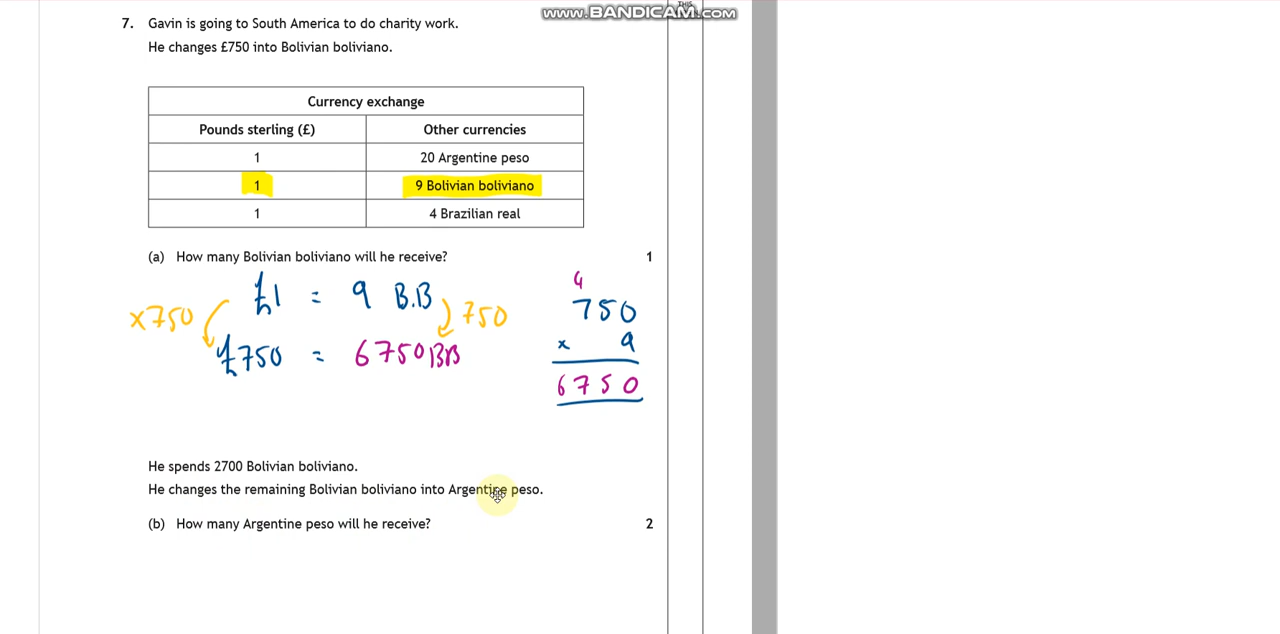 www.BANDICAM.COM
THIS
7. Gavin is going to South America to do charity work.
He changes £750 into Bolivian boliviano.
Currency exchange
Pounds sterling (£) Other currencies
1 20 Argentine peso
1 9 Bolivian boliviano
1 4 Brazilian real
(a) How many Bolivian boliviano will he receive? 1
£1 = 9 B.B
x750 750
£750 = 6750BB
4
750
x 9
6750
He spends 2700 Bolivian boliviano.
He changes the remaining Bolivian boliviano into Argentine peso.
(b) How many Argentine peso will he receive? 2